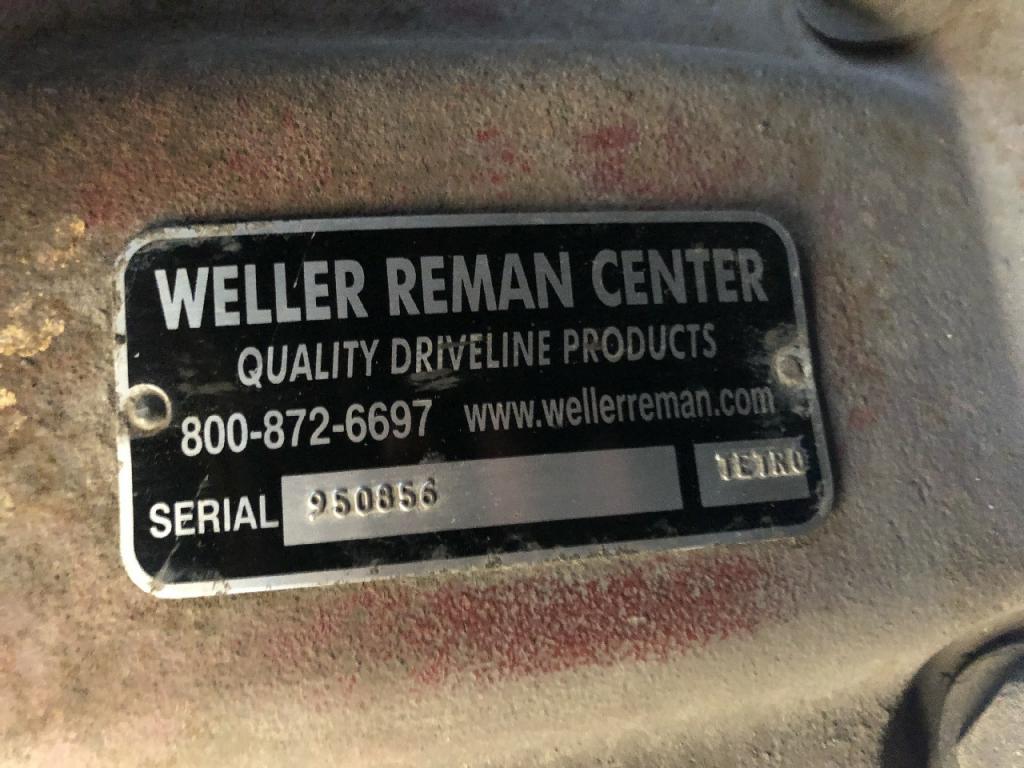 WELLER REMAN CENTER
QUALITY DRIVELINE PRODUCTS
800-872-6697 www.wellerreman.com
SERIAL 950856 TETRO